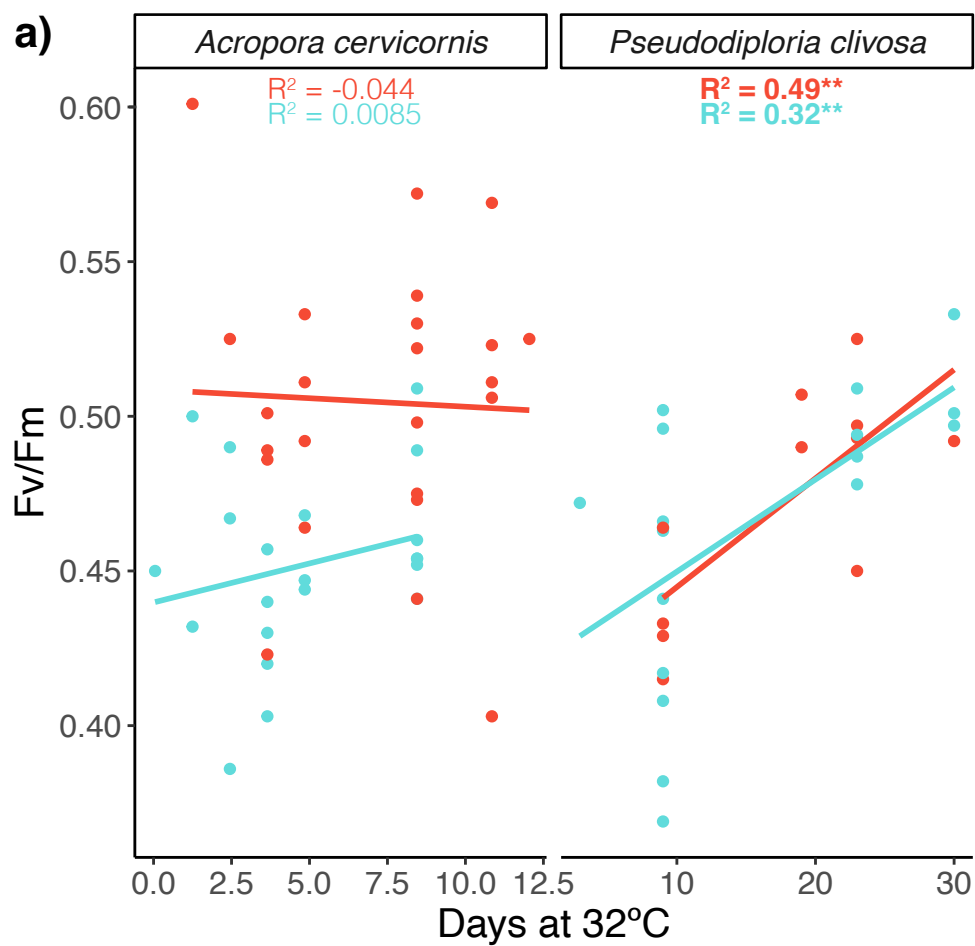 a)
Acropora cervicornis
Pseudodiploria clivosa
R² = -0.044
R² = 0.0085
R² = 0.49**
R² = 0.32**
0.60
0.55
0.50
0.45
0.40
Fv/Fm
0.0 2.5 5.0 7.5 10.0 12.5
10 20 30
Days at 32ºC